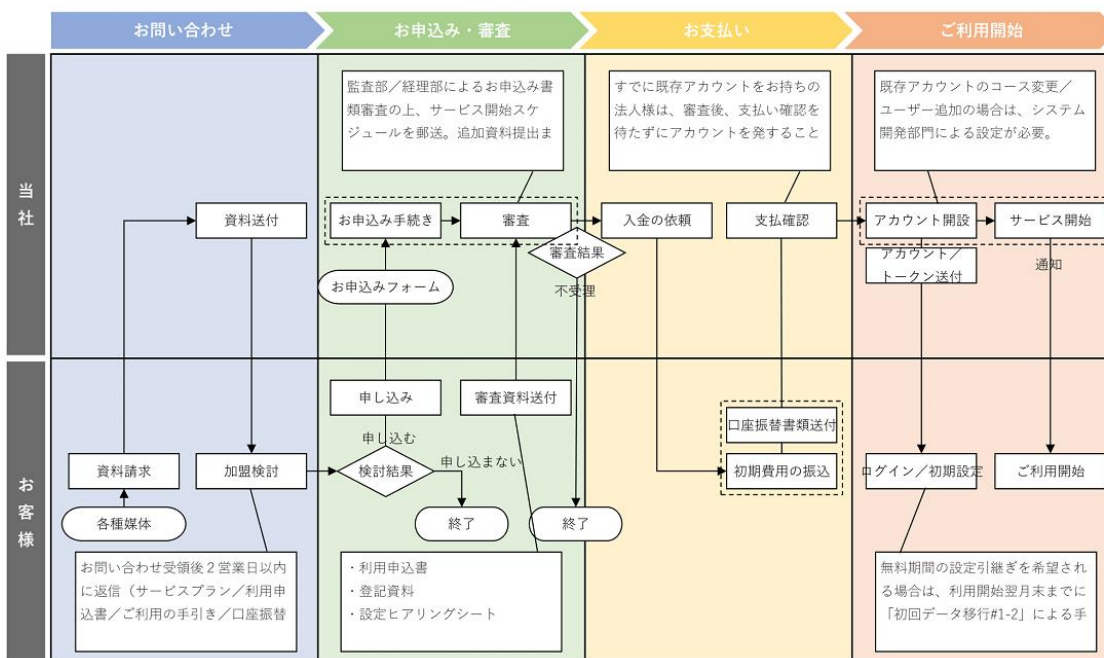 お問い合わせ
お申込み・審査
お支払い
ご利用開始
当社
監査部／経理部によるお申込み書
類審査の上、サービス開始スケ
ジュールを郵送。追加資料提出ま
すでに既存アカウントをお持ちの
法人様は、審査後、支払い確認を
待たずにアカウントを発すること
既存アカウントのコース変更／
ユーザー追加の場合は、システム
開発部門による設定が必要。
資料送付
お申込み手続き
審査
入金の依頼
支払確認
アカウント開設
サービス開始
審査結果
アカウント／
トークン送付
通知
お申込みフォーム
不受理
お客様
申し込み
審査資料送付
口座振替書類送付
申し込む
資料請求
加盟検討
検討結果
申し込まない
初期費用の振込
ログイン／初期設定
ご利用開始
各種媒体
終了
終了
お問い合わせ受領後２営業日以内
に返信（サービスプラン／利用申
込書／ご利用の手引き／口座振替
・利用申込書
・登記資料
・設定ヒアリングシート
無料期間の設定引継ぎを希望され
る場合は、利用開始翌月末までに
「初回データ移行#1-2」による手